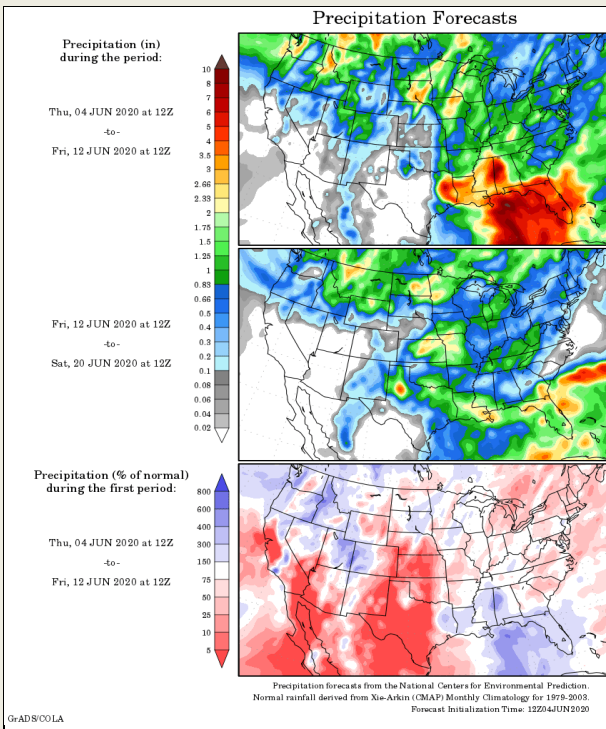 Precipitation Forecasts
Precipitation (in)
during the period:
Thu, 04 JUN 2020 at 12Z
-to-
Fri, 12 JUN 2020 at 12Z
10
8
7
6
5
4
3.5
3
2.66
2.33
2
1.75
1.5
1.25
1
0.83
0.66
0.5
0.4
0.3
0.2
0.1
0.08
0.06
0.04
0.02
Fri, 12 JUN 2020 at 12Z
-to-
Sat, 20 JUN 2020 at 12Z
Precipitation (% of normal)
during the first period:
Thu, 04 JUN 2020 at 12Z
-to-
Fri, 12 JUN 2020 at 12Z
800
600
400
300
150
75
50
25
10
5
Precipitation forecasts from the National Centers for Environmental Prediction.
Normal rainfall derived from Xie-Arkin (CMAP) Monthly Climatology for 1979-2003.
Forecast Initialization Time: 12Z04JUN2020
GrADS/COLA